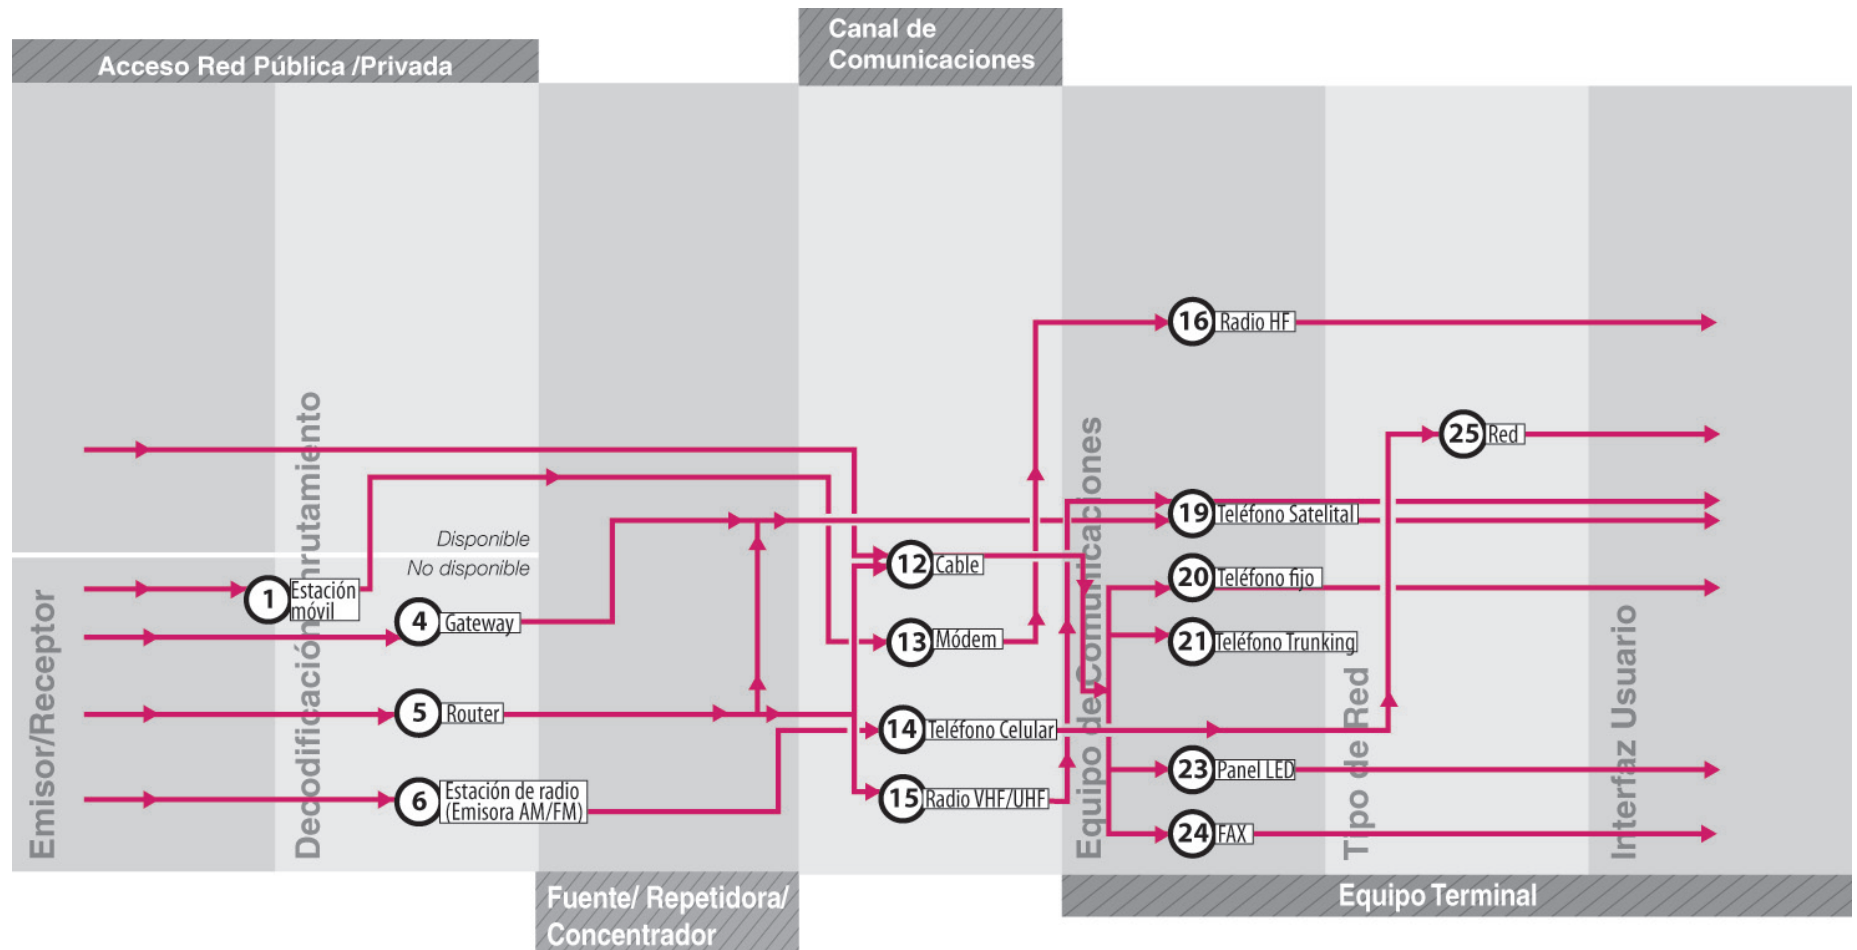 Acceso Red Pública /Privada
Canal de
Comunicaciones
Emisor/Receptor
Decodificación
nrutamiento
Disponible
No disponible
1
Estación
móvil
4
Gateway
5
Router
6
Estación de radio
(Emisora AM/FM)
12
Cable
13
Módem
14
Teléfono Celular
15
Radio VHF/UHF
Equipo de Comunicaciones
16
Radio HF
19
Teléfono Satelital
20
Teléfono fijo
21
Teléfono Trunking
23
Panel LED
24
FAX
Tipo de Red
25
Red
Interfaz Usuario
Fuente/ Repetidora/
Concentrador
Equipo Terminal